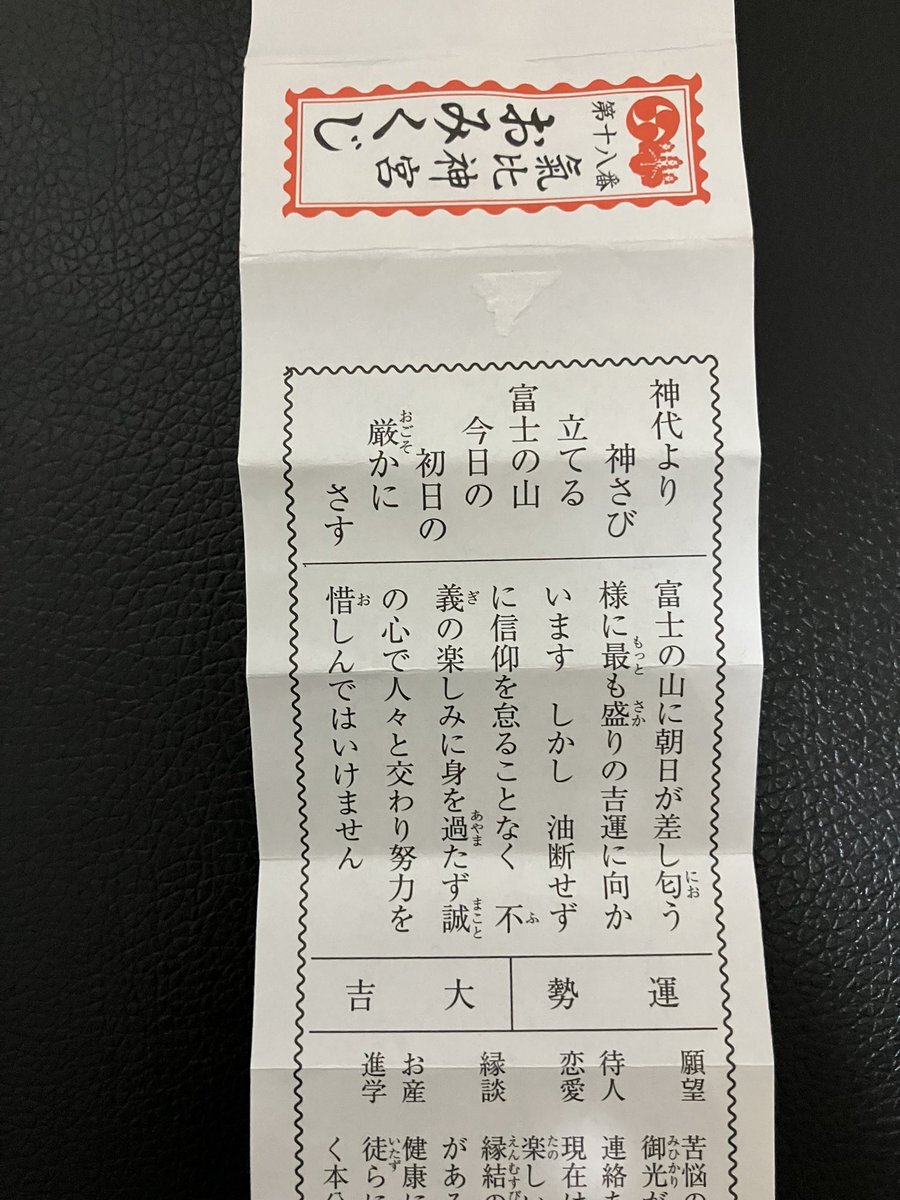 第十八番
氣比神宮
おみくじ
神代より
神さび
立てる
富士の山
今日の
初日の
厳かに
さす
富士の山に朝日が差し匂う
様に最も盛りの吉運に向か
います しかし 油断せず
に信仰を怠ることなく 不
義の楽しみに身を過たず誠
の心で人々と交わり努力を
惜しんではいけません
運勢
大吉
願望 苦悩の
御光が
待人 連絡を
恋愛 現在は
楽しい
縁談 縁結の
がある
お産 健康に
進学 徒らに
く本分